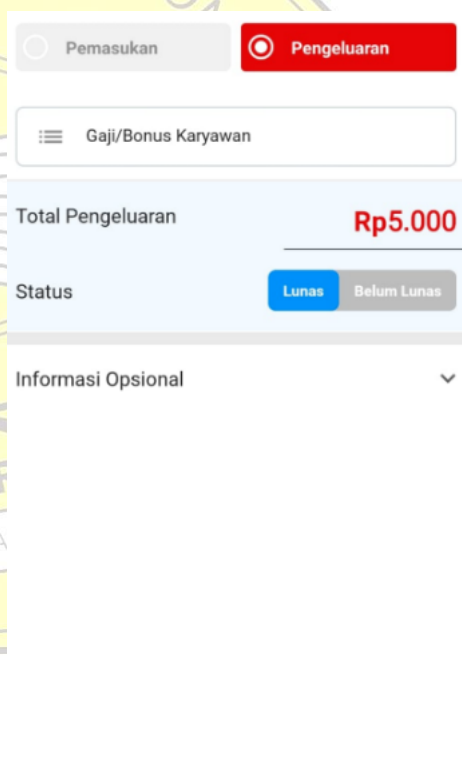 Pemasukan Pengeluaran
Gaji/Bonus Karyawan
Total Pengeluaran Rp5.000
Status Lunas Belum Lunas
Informasi Opsional